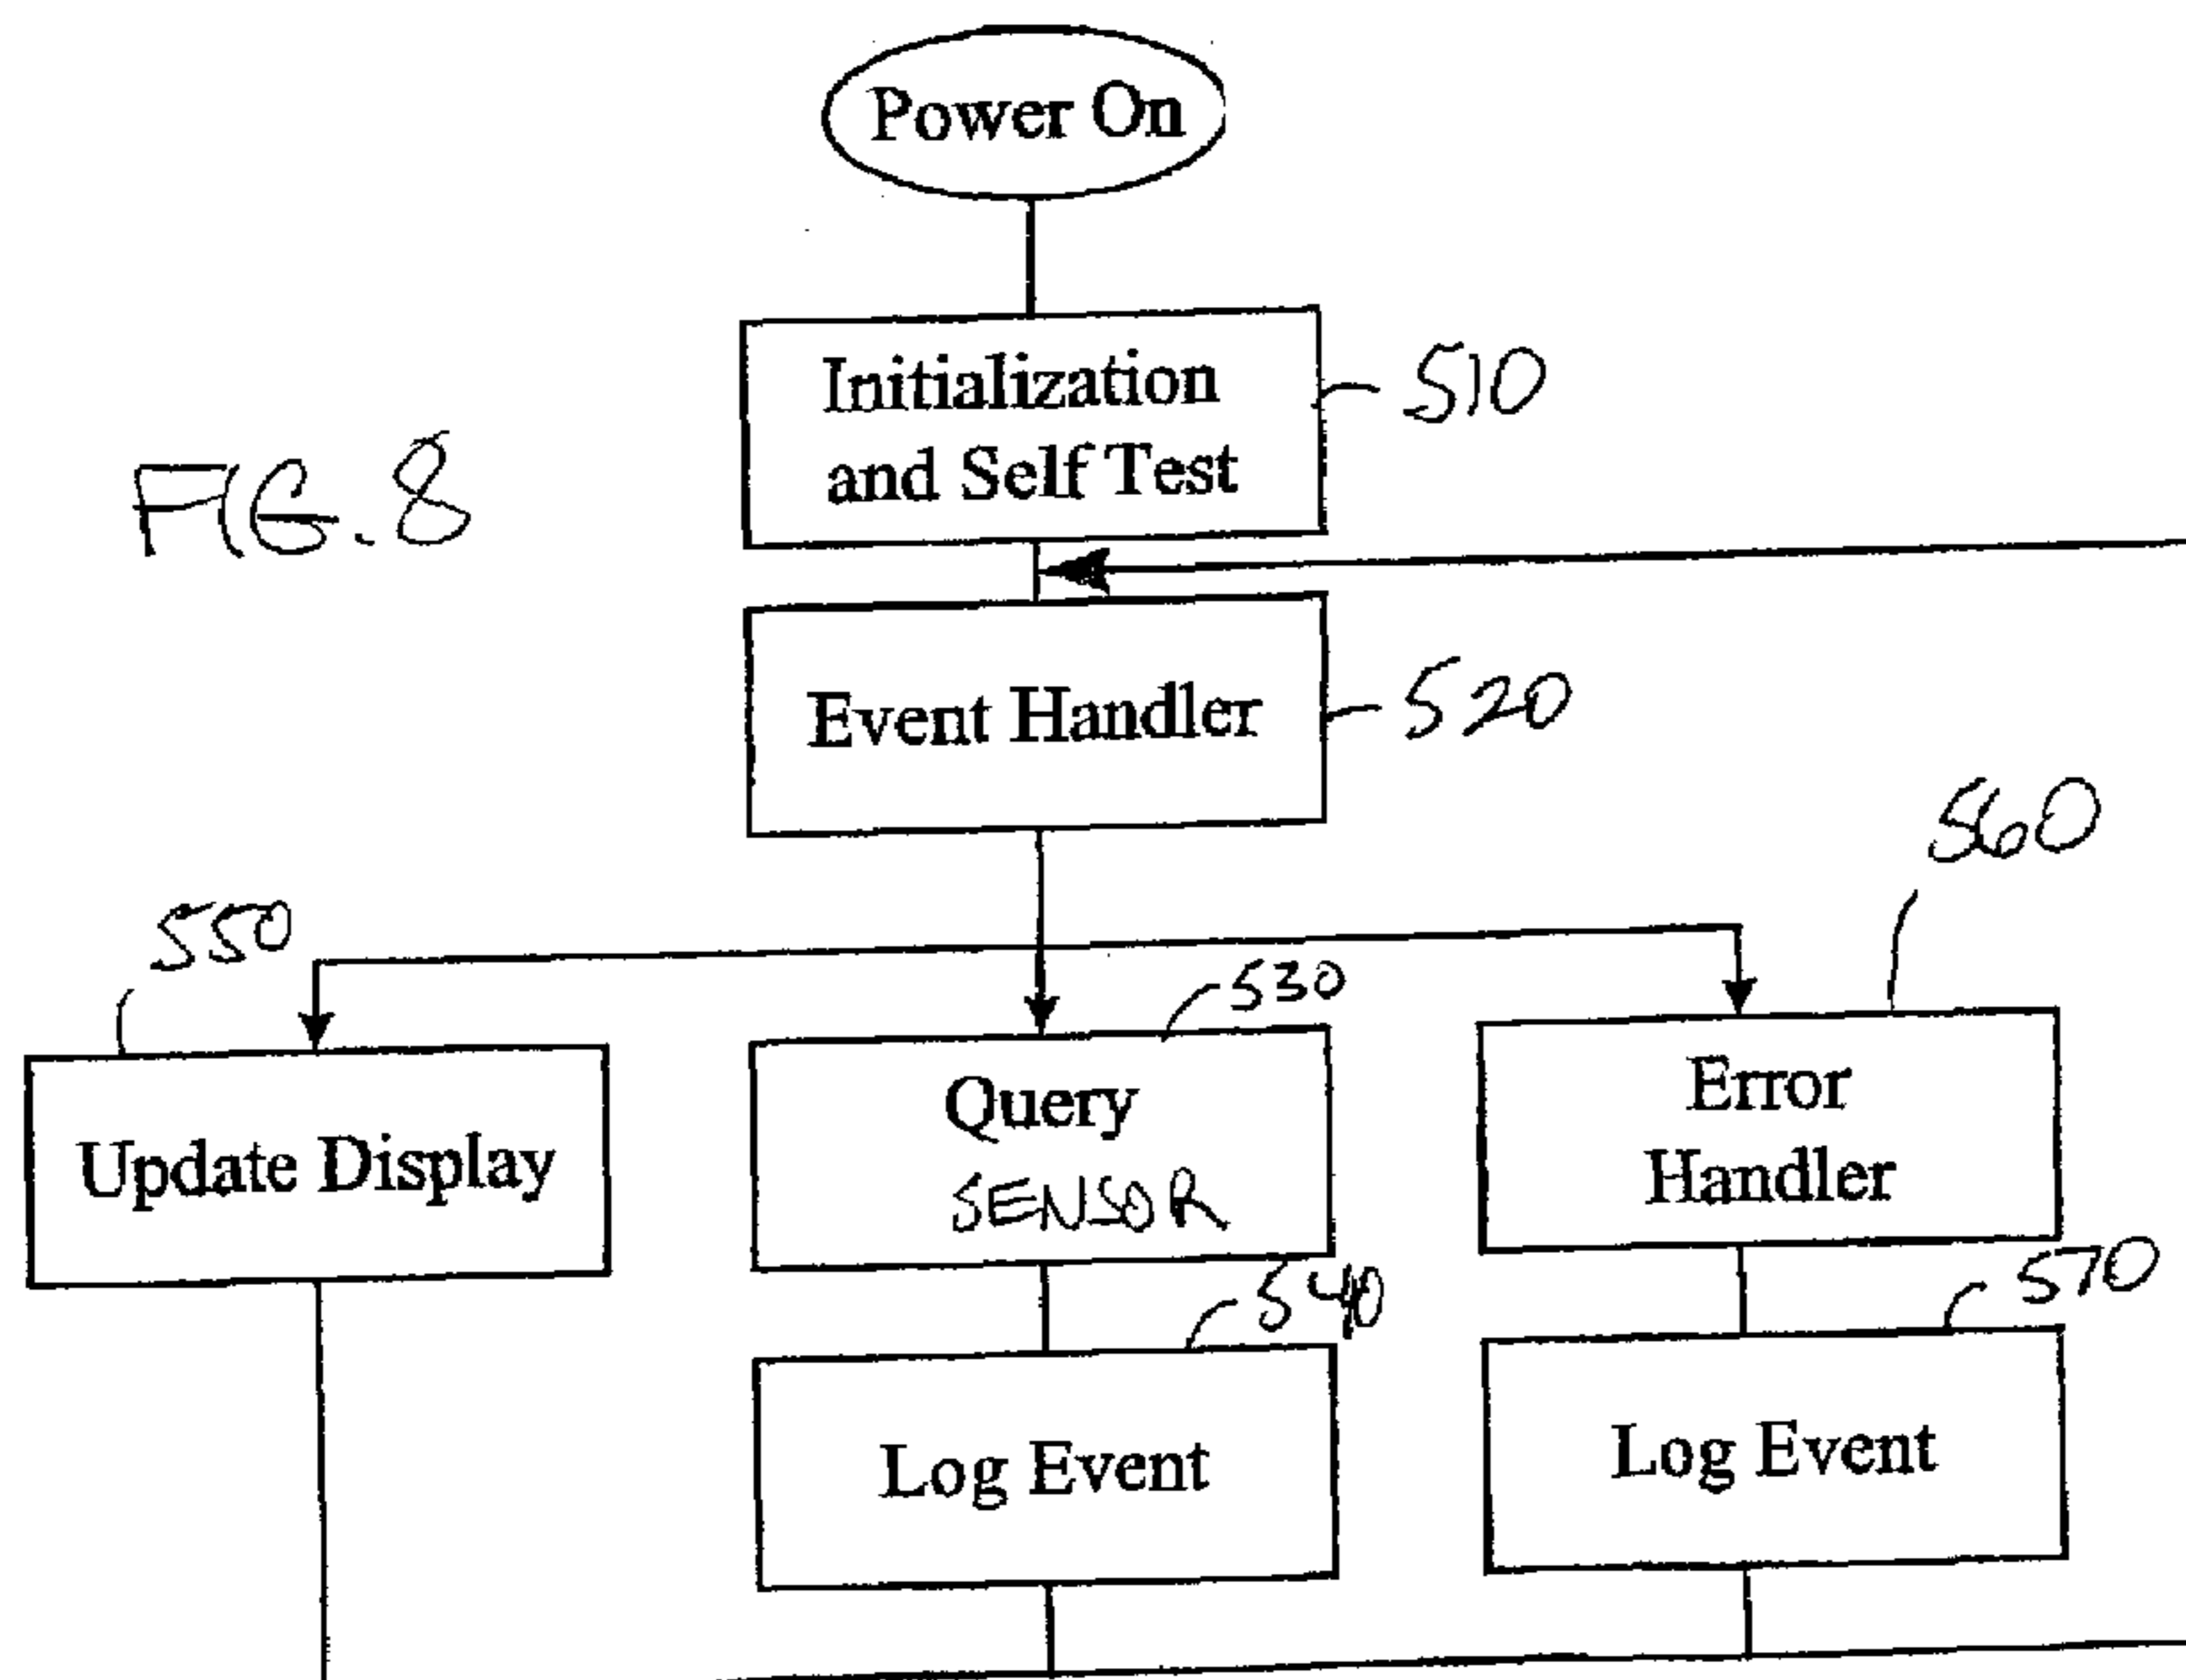 Power On
Initialization
and Self Test
510
FIG. 8
Event Handler
520
560
550
530
Update Display
Query
SENSOR
Error
Handler
540
570
Log Event
Log Event